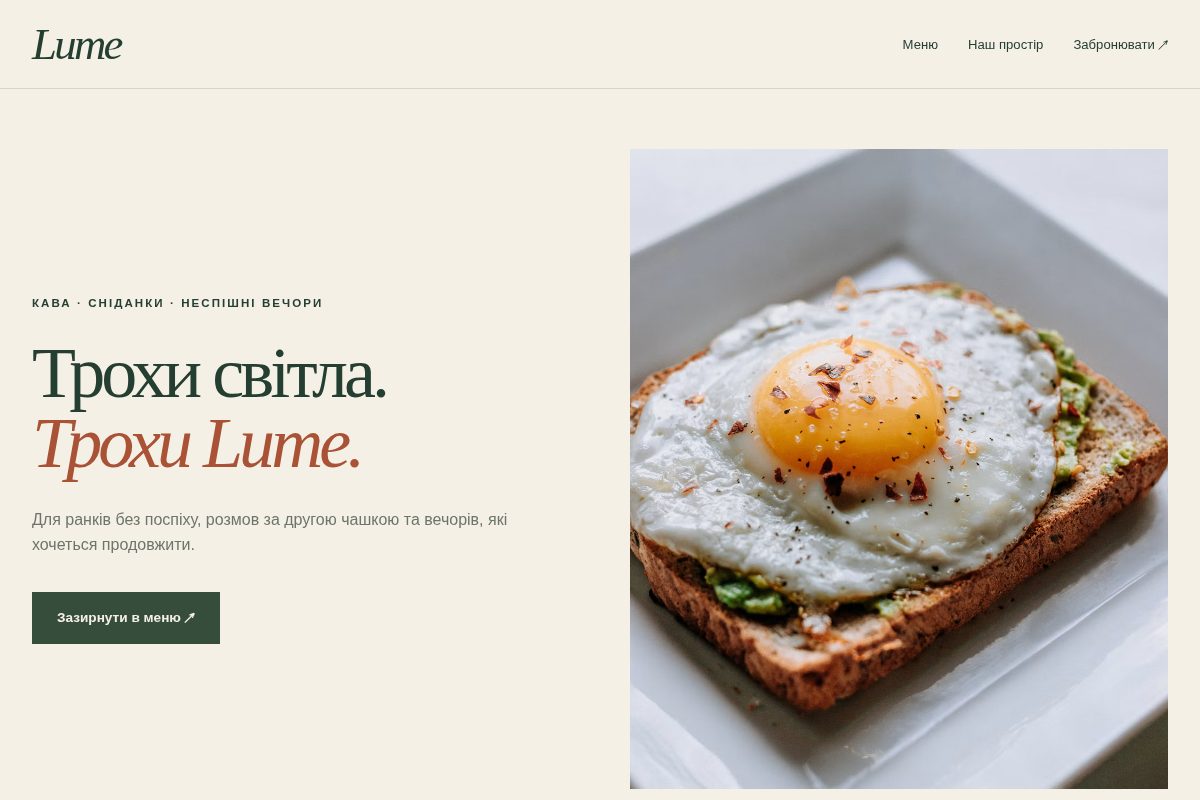 Lume
Меню
Наш простір
Забронювати ↗
КАВА · СНІДАНКИ · НЕСПІШНІ ВЕЧОРИ
Трохи світла.
Трохи Lume.
Для ранків без поспіху, розмов за другою чашкою та вечорів, які
хочеться продовжити.
Зазирнути в меню ↗